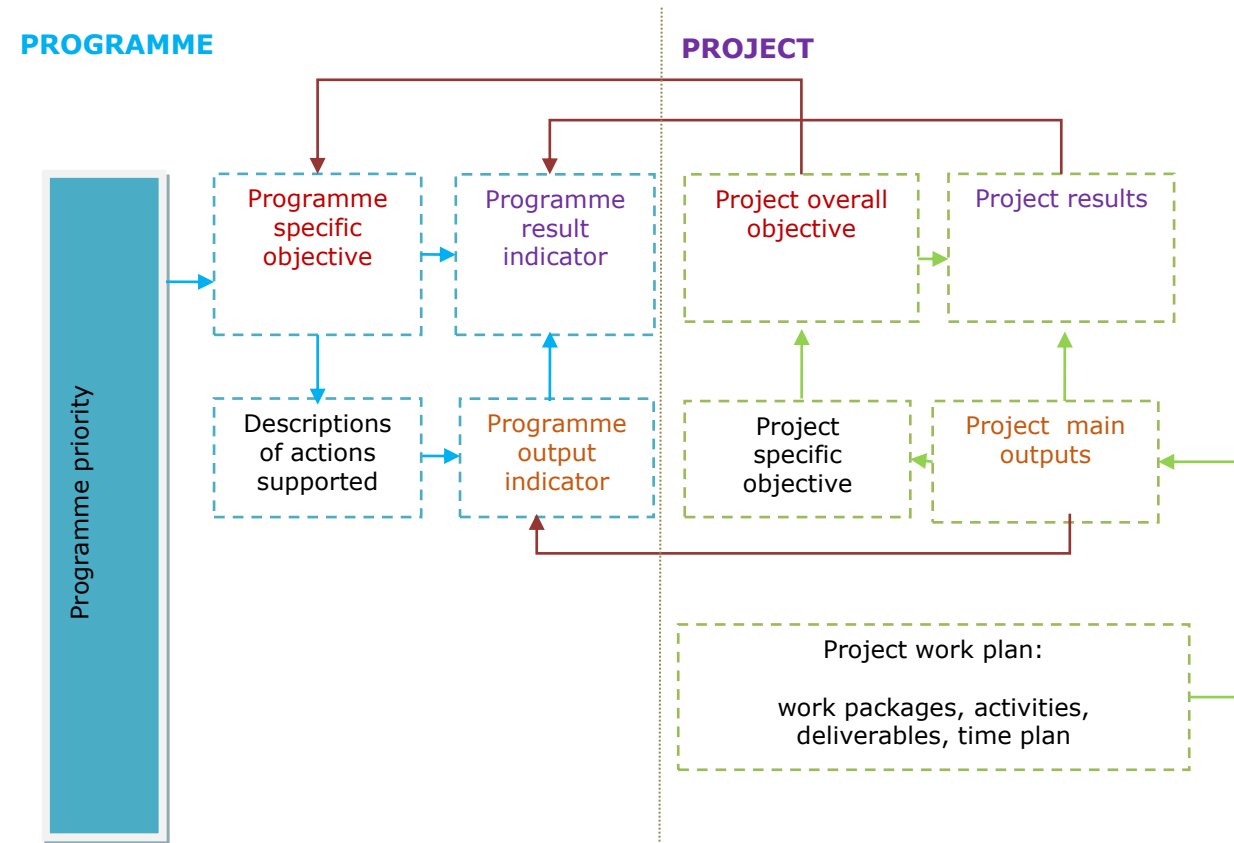 PROGRAMME
PROJECT
Programme priority
Programme
specific
objective
Programme
result
indicator
Project overall
objective
Project results
Descriptions
of actions
supported
Programme
output
indicator
Project
specific
objective
Project  main
outputs
Project work plan:
work packages, activities,
deliverables, time plan